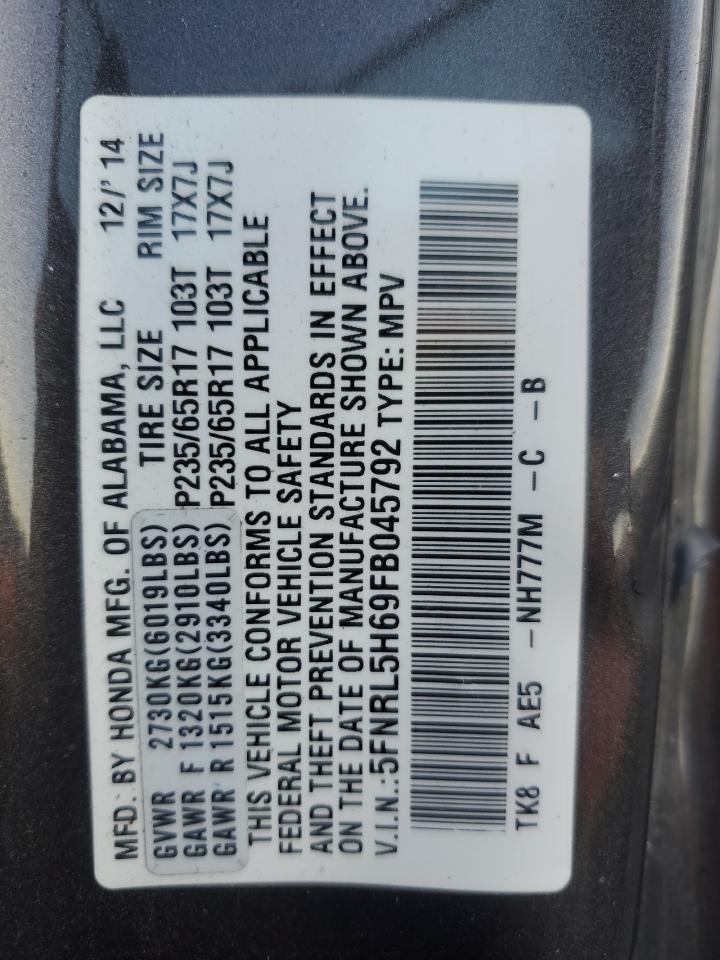 MFD. BY HONDA MFG. OF ALABAMA, LLC 12/'14
TIRE SIZE RIM SIZE
GVWR 2730KG(6019LBS)
GAWR F 1320KG(2910LBS) P235/65R17 103T 17X7J
GAWR R 1515KG(3340LBS) P235/65R17 103T 17X7J
THIS VEHICLE CONFORMS TO ALL APPLICABLE
FEDERAL MOTOR VEHICLE SAFETY
AND THEFT PREVENTION STANDARDS IN EFFECT
ON THE DATE OF MANUFACTURE SHOWN ABOVE.
V.I.N.:5FNRL5H69FB045792 TYPE: MPV
TK8 F AE5 -NH777M -C -B